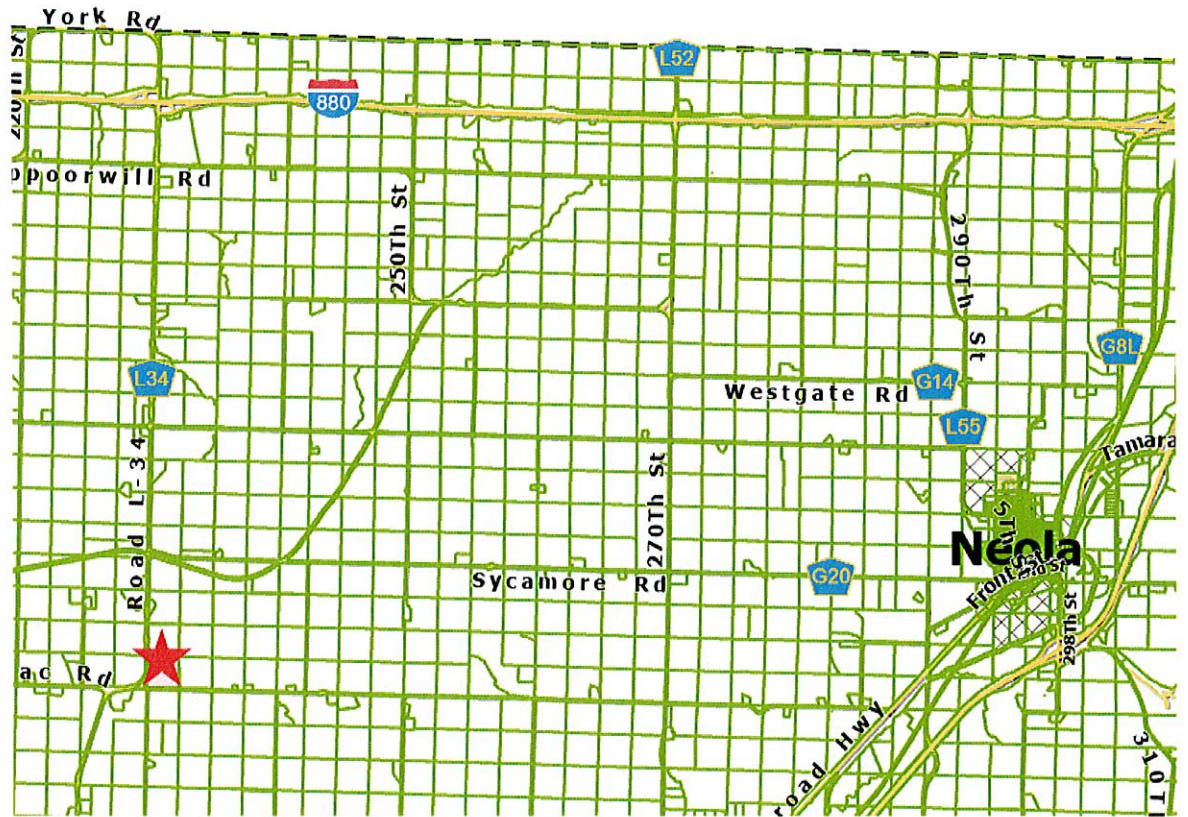 York Rd
220Th St
L52
880
ppoorwill Rd
250Th St
290Th St
L34
G8L
Westgate Rd
G14
L55
Road L-34
270Th St
Tamara
5Th
Neola
Sycamore Rd
G20
Front St
298Th St
ac Rd
road Hwy
310T